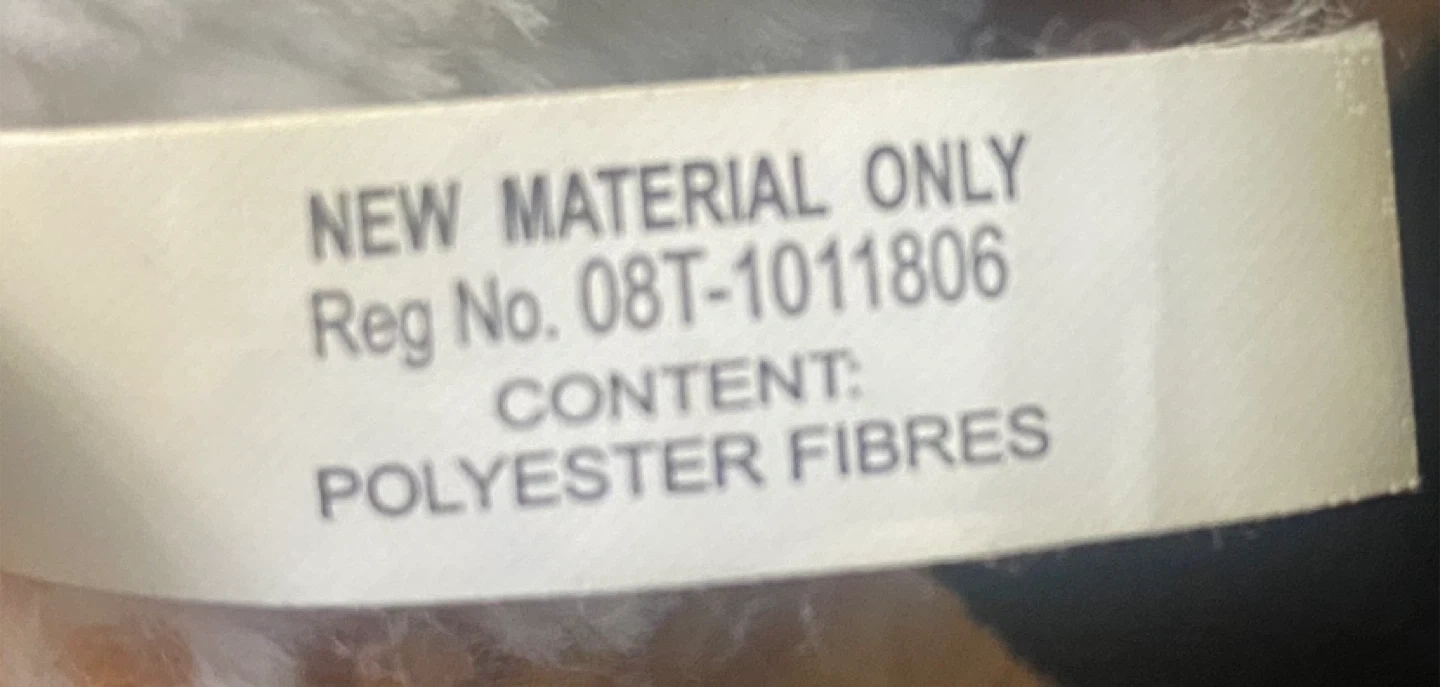 NEW MATERIAL ONLY
Reg No. 08T-1011806
CONTENT:
POLYESTER FIBRES